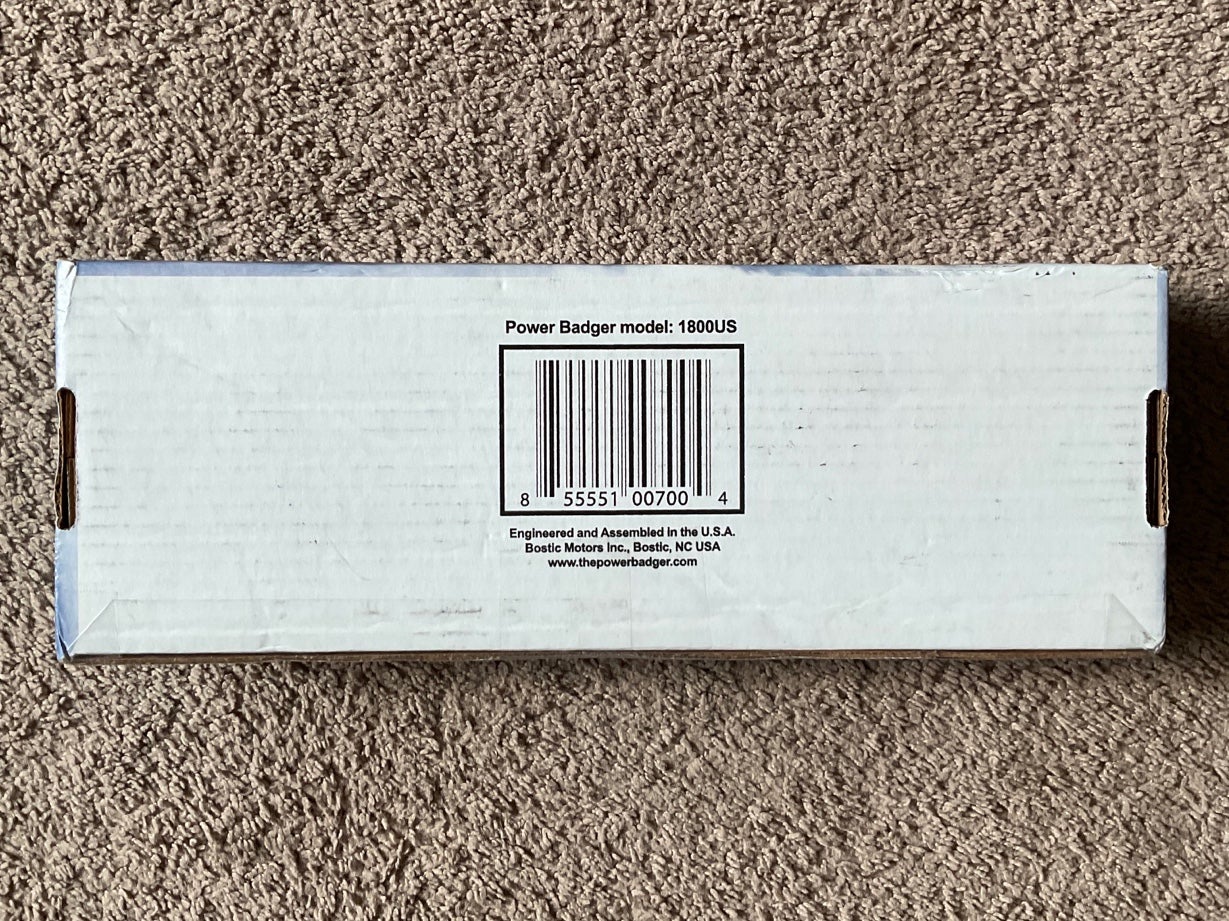 Power Badger model: 1800US
8 55551 00700 4
Engineered and Assembled In the U.S.A.
Bostic Motors Inc., Bostic, NC USA
www.thepowerbadger.com